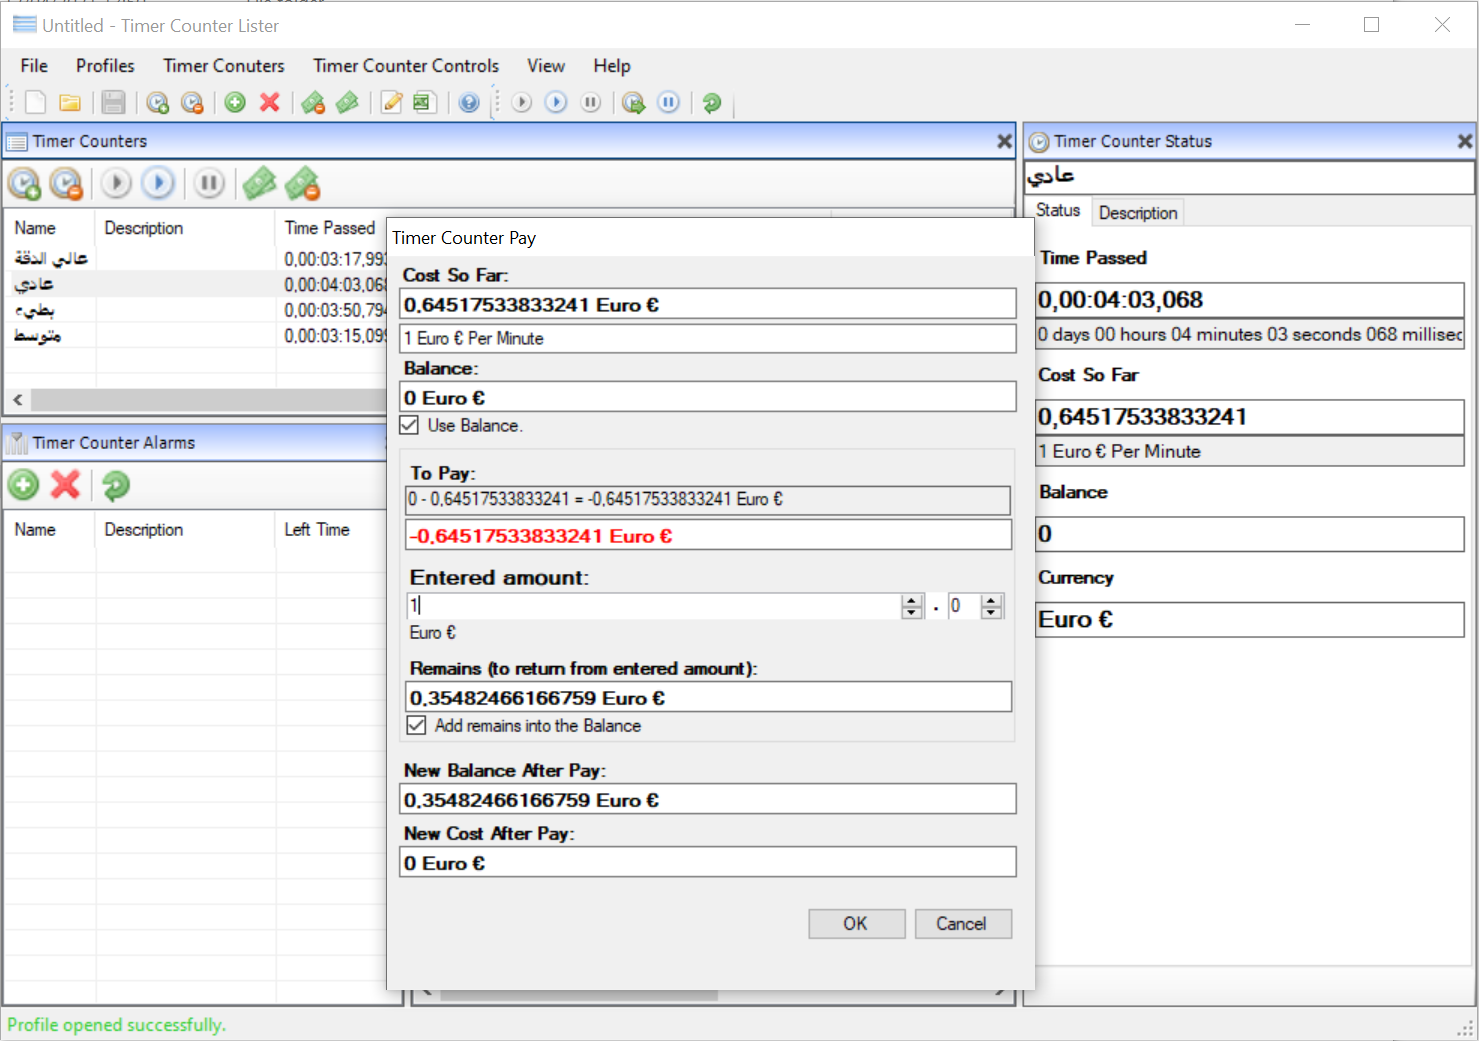 Untitled - Timer Counter Lister
File Profiles Timer Conuters Timer Counter Controls View Help
Timer Counters
Name Description Time Passed
عالي الدقة 0,00:03:17,993
عادي 0,00:04:03,068
بطيء 0,00:03:50,794
متوسط 0,00:03:15,099
Timer Counter Alarms
Name Description Left Time
Timer Counter Pay
Cost So Far:
0,64517533833241 Euro €
1 Euro € Per Minute
Balance:
0 Euro €
Use Balance.
To Pay:
0 - 0,64517533833241 = -0,64517533833241 Euro €
-0,64517533833241 Euro €
Entered amount:
1 . 0
Euro €
Remains (to return from entered amount):
0,35482466166759 Euro €
Add remains into the Balance
New Balance After Pay:
0,35482466166759 Euro €
New Cost After Pay:
0 Euro €
OK Cancel
Timer Counter Status
عادي
Status Description
Time Passed
0,00:04:03,068
0 days 00 hours 04 minutes 03 seconds 068 millisec
Cost So Far
0,64517533833241
1 Euro € Per Minute
Balance
0
Currency
Euro €
Profile opened successfully.